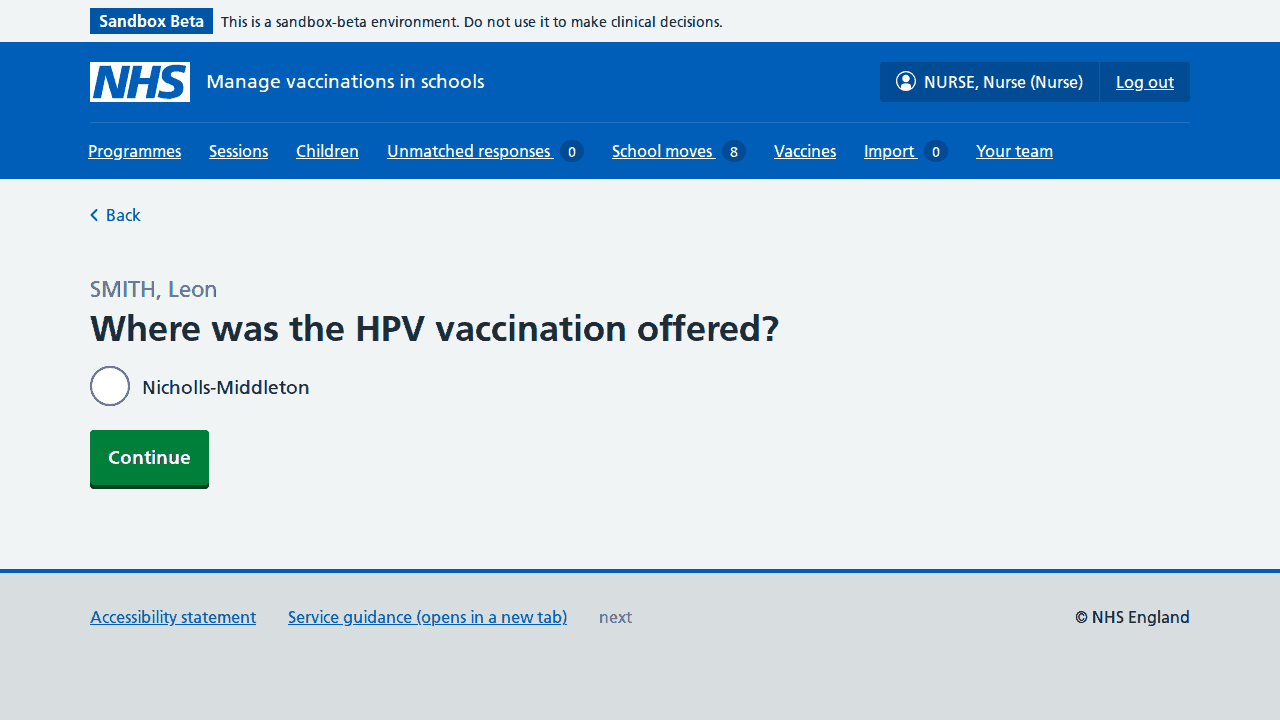 Sandbox Beta This is a sandbox-beta environment. Do not use it to make clinical decisions.
NHS Manage vaccinations in schools NURSE, Nurse (Nurse) Log out
Programmes Sessions Children Unmatched responses 0 School moves 8 Vaccines Import 0 Your team
Back
SMITH, Leon
Where was the HPV vaccination offered?
Nicholls-Middleton
Continue
Accessibility statement Service guidance (opens in a new tab) next © NHS England